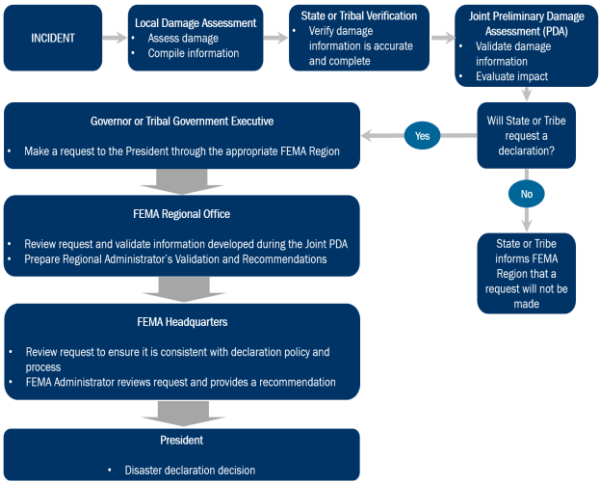 INCIDENT
Local Damage Assessment
• Assess damage
• Compile information
State or Tribal Verification
• Verify damage
information is accurate
and complete
Joint Preliminary Damage
Assessment (PDA)
• Validate damage
information
• Evaluate impact
Will State or Tribe
request a
declaration?
Yes
No
State or Tribe
informs FEMA
Region that a
request will not be
made
Governor or Tribal Government Executive
• Make a request to the President through the appropriate FEMA Region
FEMA Regional Office
• Review request and validate information developed during the Joint PDA
• Prepare Regional Administrator's Validation and Recommendations
FEMA Headquarters
• Review request to ensure it is consistent with declaration policy and
process
• FEMA Administrator reviews request and provides a recommendation
President
• Disaster declaration decision